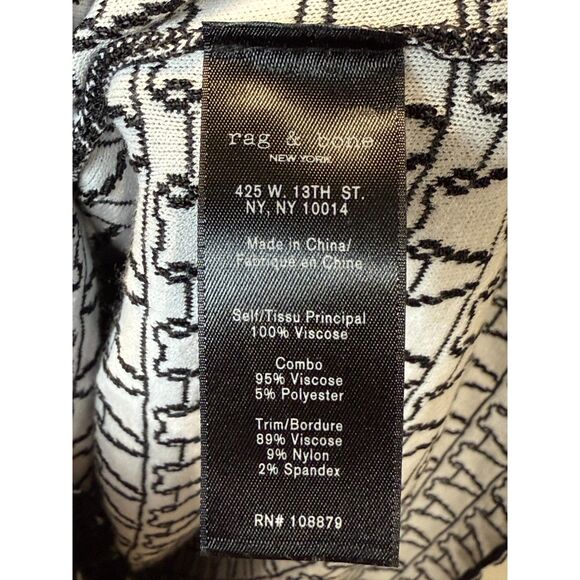 rag & bone
NEW YORK
425 W. 13TH ST.
NY, NY 10014
Made in China/
Fabriqué en Chine
Self/Tissu Principal
100% Viscose
Combo
95% Viscose
5% Polyester
Trim/Bordure
89% Viscose
9% Nylon
2% Spandex
RN# 108879